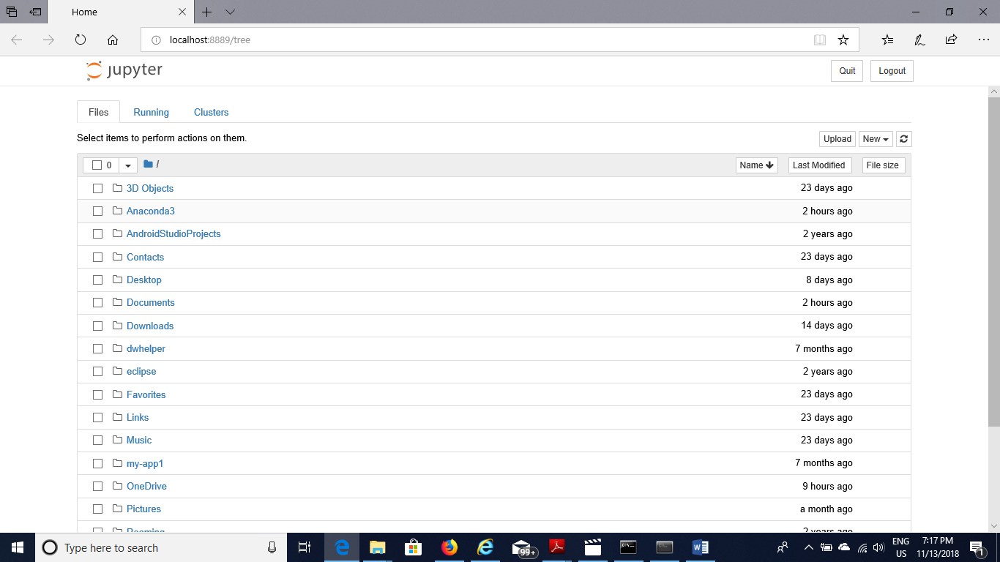 Home
localhost:8889/tree
jupyter
Quit Logout
Files Running Clusters
Select items to perform actions on them.
Upload New
0 / Name Last Modified File size
3D Objects 23 days ago
Anaconda3 2 hours ago
AndroidStudioProjects 2 years ago
Contacts 23 days ago
Desktop 8 days ago
Documents 2 hours ago
Downloads 14 days ago
dwhelper 7 months ago
eclipse 2 years ago
Favorites 23 days ago
Links 23 days ago
Music 23 days ago
my-app1 7 months ago
OneDrive 9 hours ago
Pictures a month ago
Roaming 2 years ago
Type here to search
99+
ENG
US
7:17 PM
11/13/2018
1